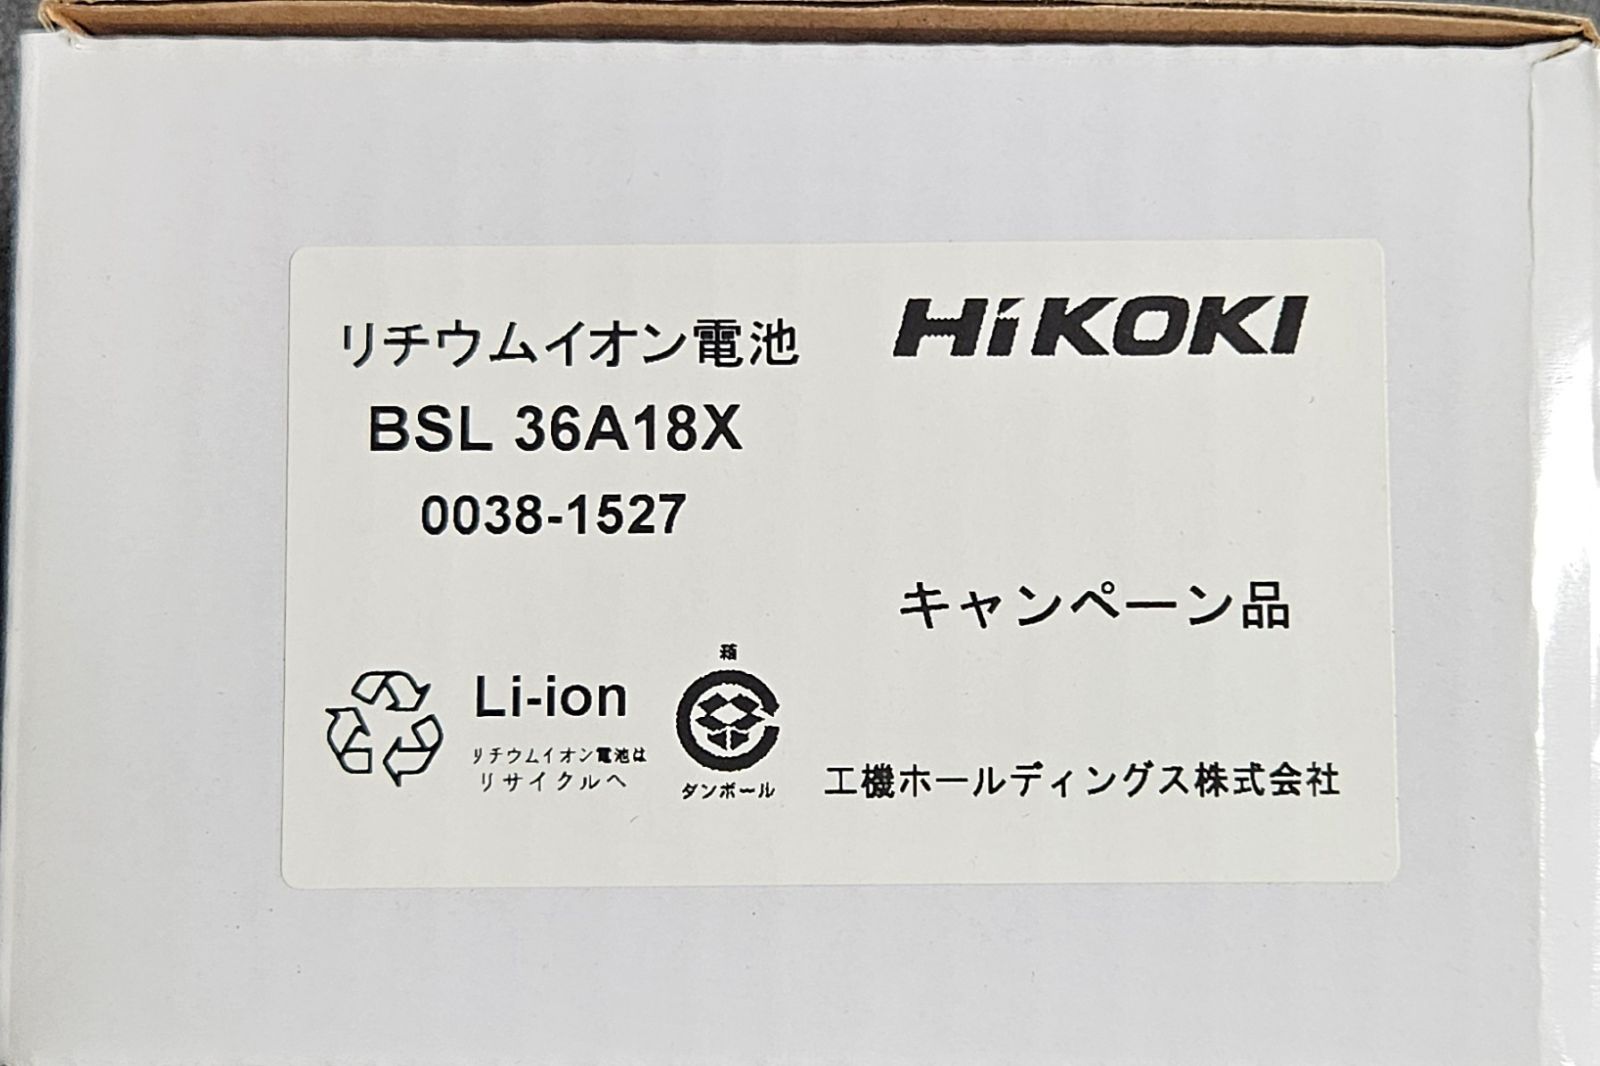 リチウムイオン電池
HiKOKI
BSL 36A18X
0038-1527
キャンペーン品
Li-ion
リチウムイオン電池は
リサイクルへ
箱
ダンボール
工機ホールディングス株式会社